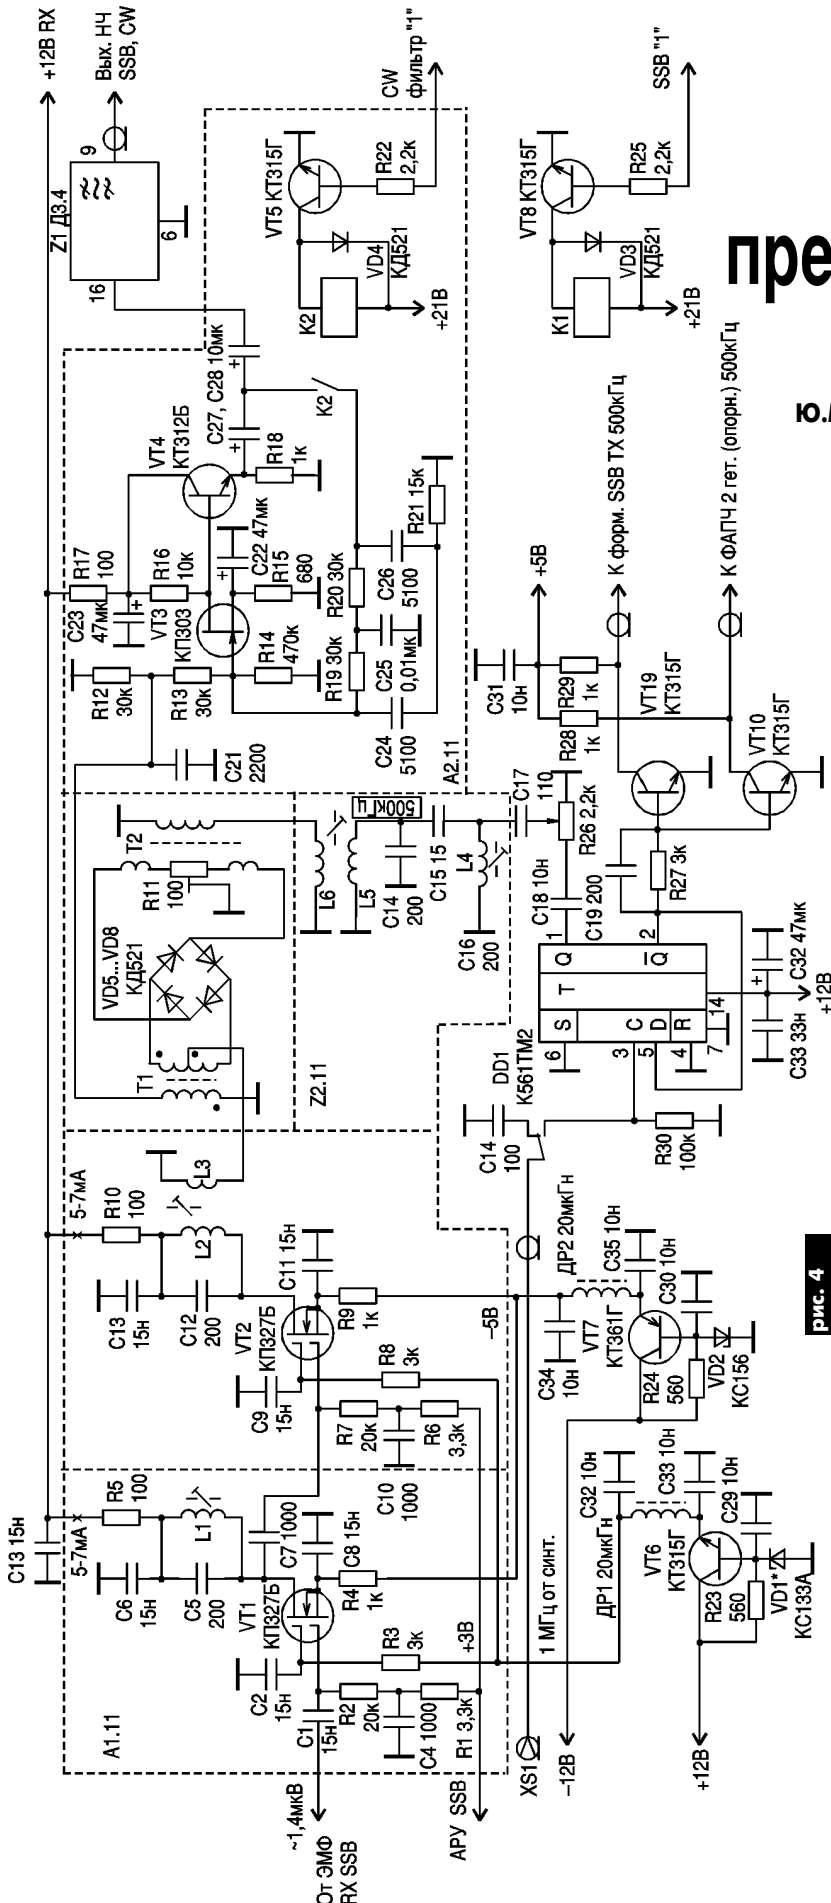 +12В RX
Вых. НЧ
SSB, CW
9
Z1 Д3.4
6
16
CW
фильтр "1"
SSB "1"
VT5 КТ315Г
R22
2,2к
VD4
КД521
K2
+21В
VT8 КТ315Г
R25
2,2к
VD3
КД521
K1
+21В
пре
ю.
C27, C28 10мк
+
+
VT4
КТ312Б
R18
1к
K2
R17
100
R16
10к
C23
47мк
+
VT3
КП303
C22 47мк
+
R15
680
R14
470к
R12
30к
R13
30к
C21
2200
R19 30к
R20 30к
C25
0,01мк
C24
5100
C26
5100
R21 15к
A2.11
К форм. SSB TX 500кГц
К ФАПЧ 2 гет. (опорн.) 500кГц
+5В
C31
10н
R29
1к
R28
1к
VT19
КТ315Г
VT10
КТ315Г
T2
R11
100
VD5...VD8
КД521
T1
Z2.11
L6
L5
500кГц
C14
200
C15 15
L4
C16
200
C17
110
R26 2,2к
C18 10н
C19 200
R27 3к
1
2
Q
Q
T
S
C
D
R
6
3
5
4
7
14
DD1
К561ТМ2
C32 47мк
+
C33 33н
+12В
C14
100
R30
100к
5-7мА
R10
100
L2
L3
C13
15н
C12
200
C11 15н
VT2
КП327Б
R9
1к
C9
15н
R8
3к
R7
20к
R6
3,3к
C10
1000
–5В
ДР2 20мкГн
C35 10н
C34
10н
VT7
КТ361Г
C30 10н
R24
560
VD2
КС156
рис. 4
C13 15н
5-7мА
R5
100
L1
C6
15н
C5
200
C7 1000
C8 15н
VT1
КП327Б
R4
1к
C2
15н
R3
3к
+3В
C1
15н
R2
20к
C4 1000
R1 3,3к
A1.11
~1,4мкВ
От ЭМФ
RX SSB
АРУ SSB
XS1
1 МГц от синт.
–12В
ДР1 20мкГн
C32 10н
C33 10н
VT6
КТ315Г
C29 10н
R23
560
VD1*
КС133А
+12В